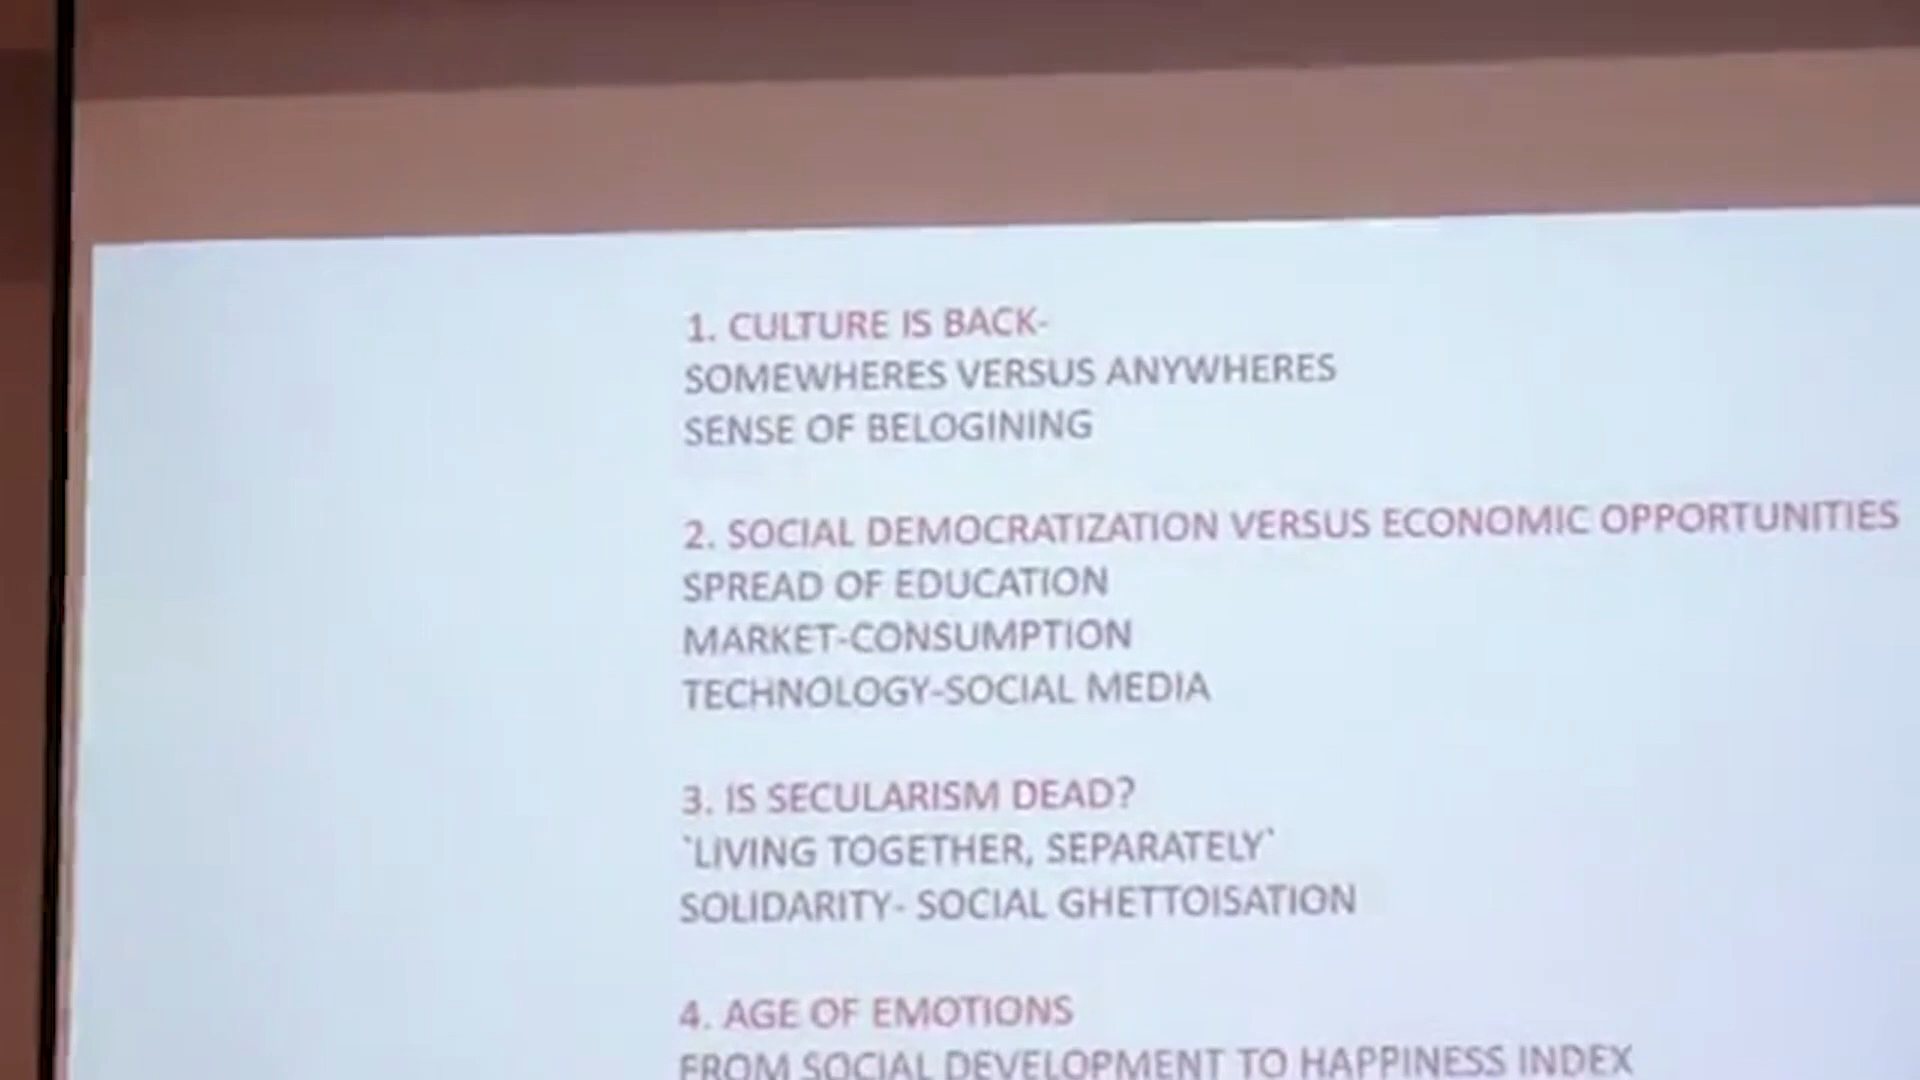 1. CULTURE IS BACK-
SOMEWHERES VERSUS ANYWHERES
SENSE OF BELOGINING
2. SOCIAL DEMOCRATIZATION VERSUS ECONOMIC OPPORTUNITIES
SPREAD OF EDUCATION
MARKET-CONSUMPTION
TECHNOLOGY-SOCIAL MEDIA
3. IS SECULARISM DEAD?
`LIVING TOGETHER, SEPARATELY`
SOLIDARITY- SOCIAL GHETTOISATION
4. AGE OF EMOTIONS
FROM SOCIAL DEVELOPMENT TO HAPPINESS INDEX